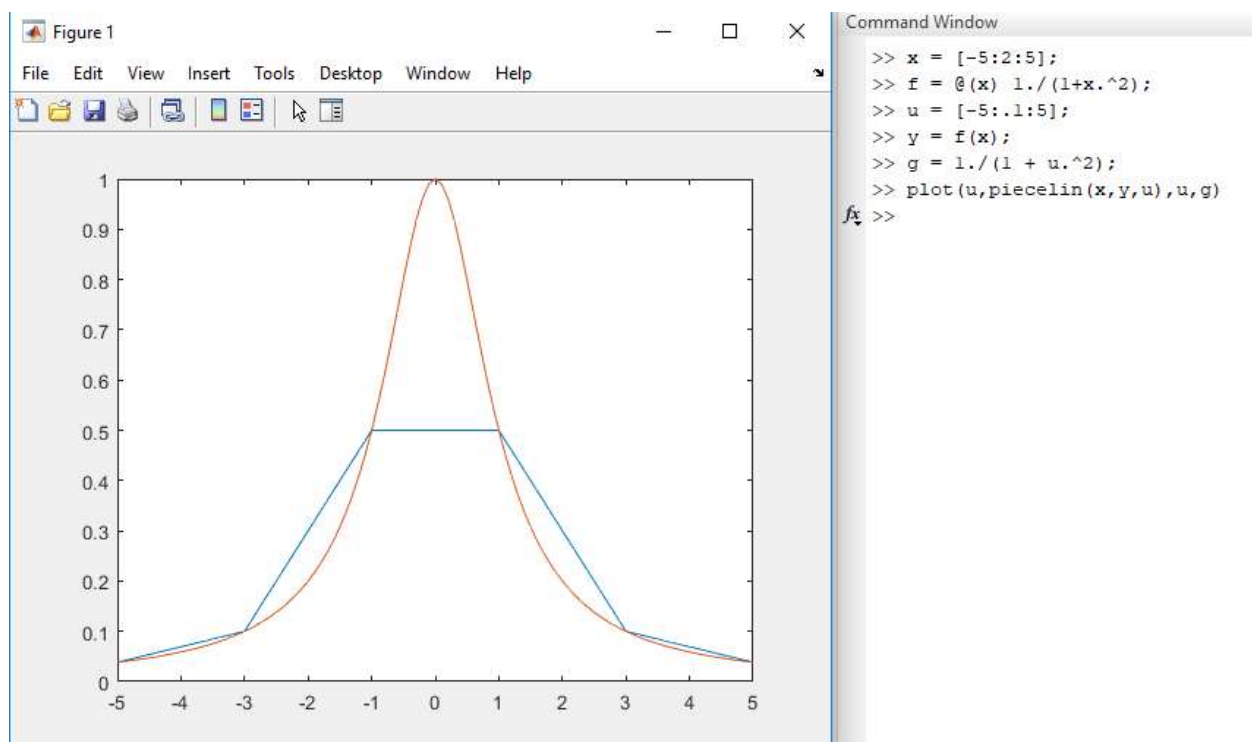 Figure 1
File Edit View Insert Tools Desktop Window Help
1
0.9
0.8
0.7
0.6
0.5
0.4
0.3
0.2
0.1
0
-5 -4 -3 -2 -1 0 1 2 3 4 5
Command Window
>> x = [-5:2:5];
>> f = @(x) 1./(1+x.^2);
>> u = [-5:.1:5];
>> y = f(x);
>> g = 1./(1 + u.^2);
>> plot(u,piecelin(x,y,u),u,g)
fx >>